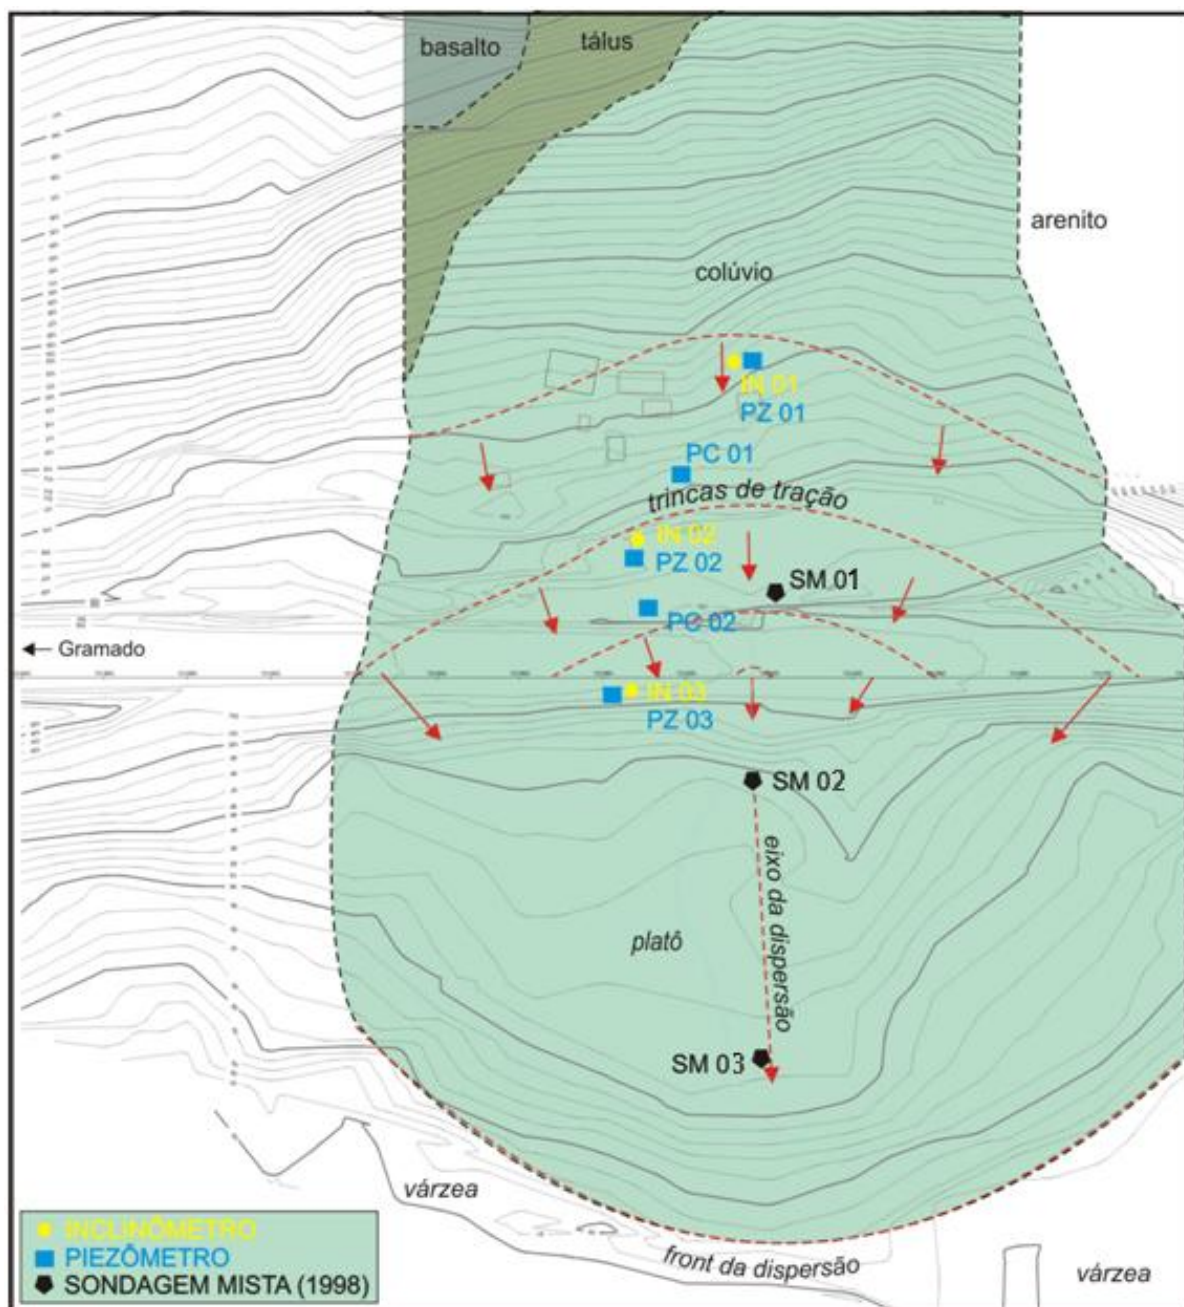 basalto
tálus
arenito
colúvio
IN 01
PZ 01
PC 01
trincas de tração
IN 02
PZ 02
SM 01
PC 02
← Gramado
IN 03
PZ 03
SM 02
eixo da dispersão
platô
SM 03
várzea
front da dispersão
várzea
INCLINÔMETRO
PIEZÔMETRO
SONDAGEM MISTA (1998)